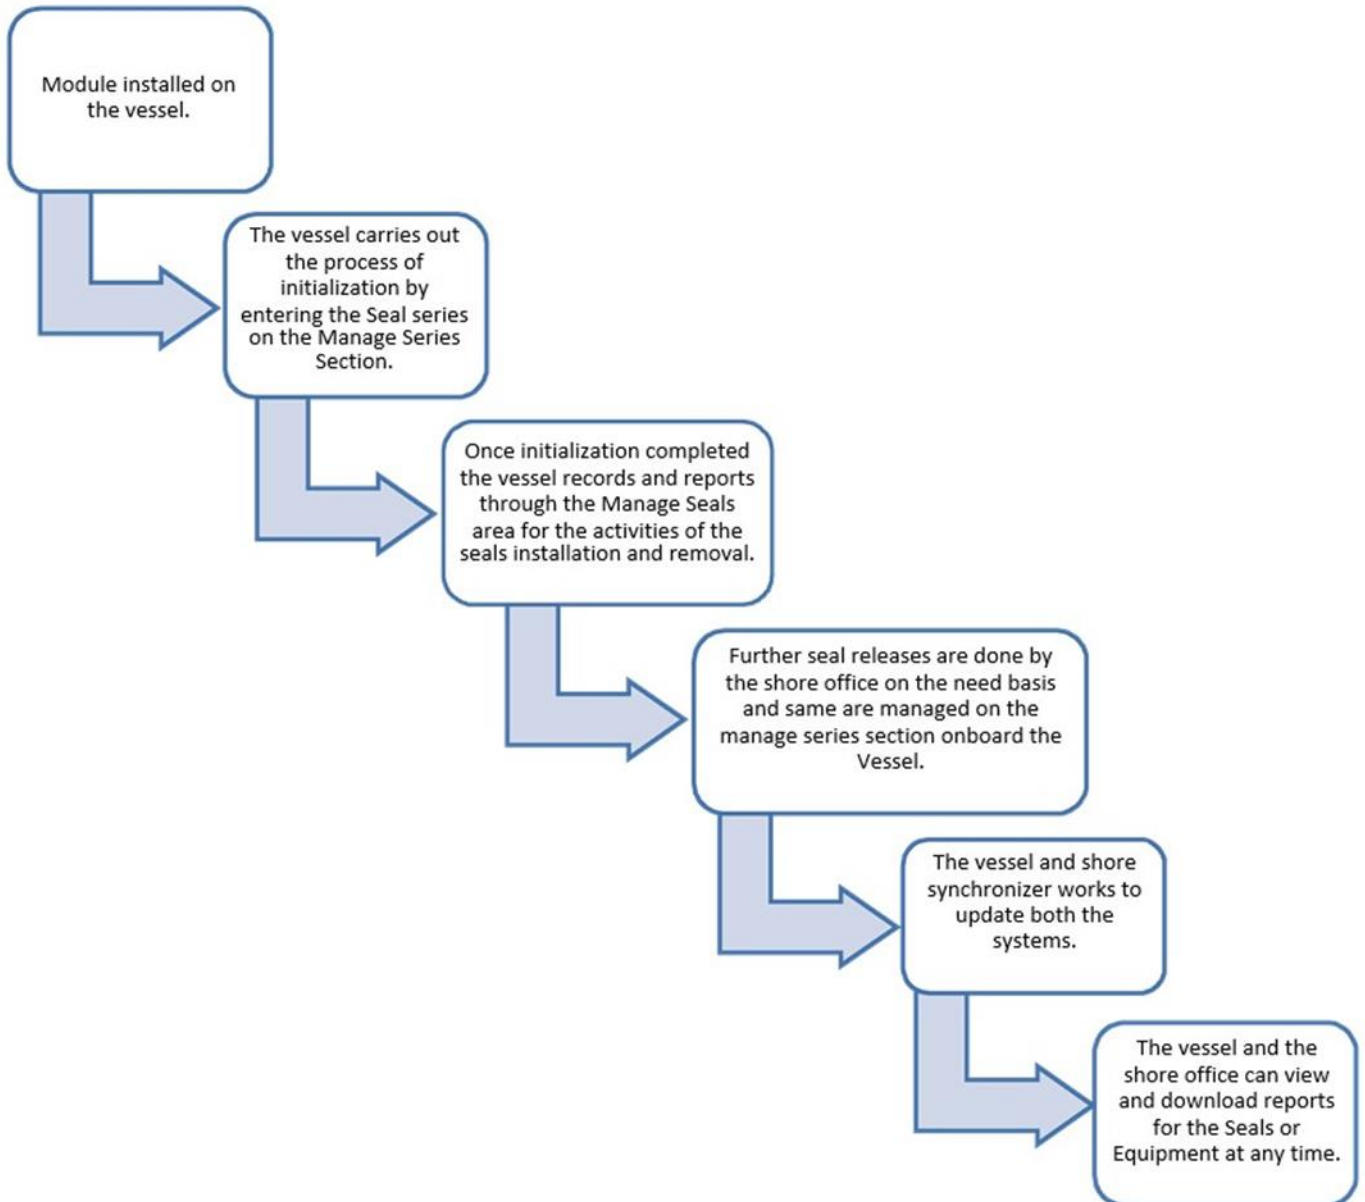 Module installed on
the vessel.
The vessel carries out
the process of
initialization by
entering the Seal series
on the Manage Series
Section.
Once initialization completed
the vessel records and reports
through the Manage Seals
area for the activities of the
seals installation and removal.
Further seal releases are done by
the shore office on the need basis
and same are managed on the
manage series section onboard the
Vessel.
The vessel and shore
synchronizer works to
update both the
systems.
The vessel and the
shore office can view
and download reports
for the Seals or
Equipment at any time.